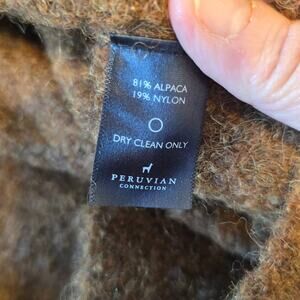 81% ALPACA
19% NYLON
DRY CLEAN ONLY
PERUVIAN
CONNECTION